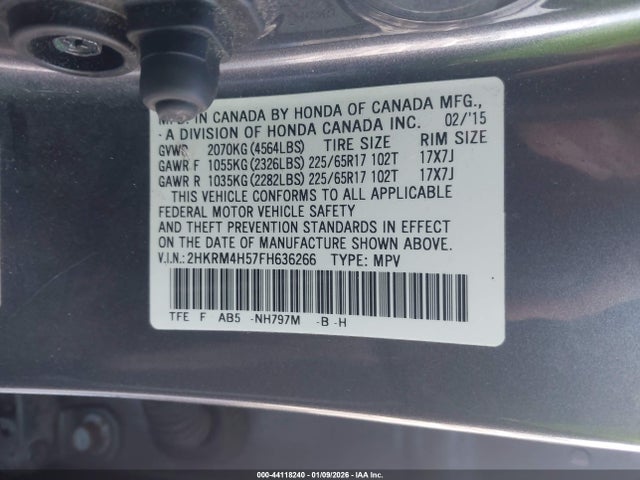 IN CANADA BY HONDA OF CANADA MFG.,
A DIVISION OF HONDA CANADA INC. 02/'15
GVWR 2070KG (4564LBS) TIRE SIZE RIM SIZE
GAWR F 1055KG (2326LBS) 225/65R17 102T 17X7J
GAWR R 1035KG (2282LBS) 225/65R17 102T 17X7J
THIS VEHICLE CONFORMS TO ALL APPLICABLE
FEDERAL MOTOR VEHICLE SAFETY
AND THEFT PREVENTION STANDARDS IN EFFECT
ON THE DATE OF MANUFACTURE SHOWN ABOVE.
V.I.N.: 2HKRM4H57FH636266 TYPE: MPV
TFE F AB5 -NH797M -B -H
000-44118240 - 01/09/2026 - IAA Inc.